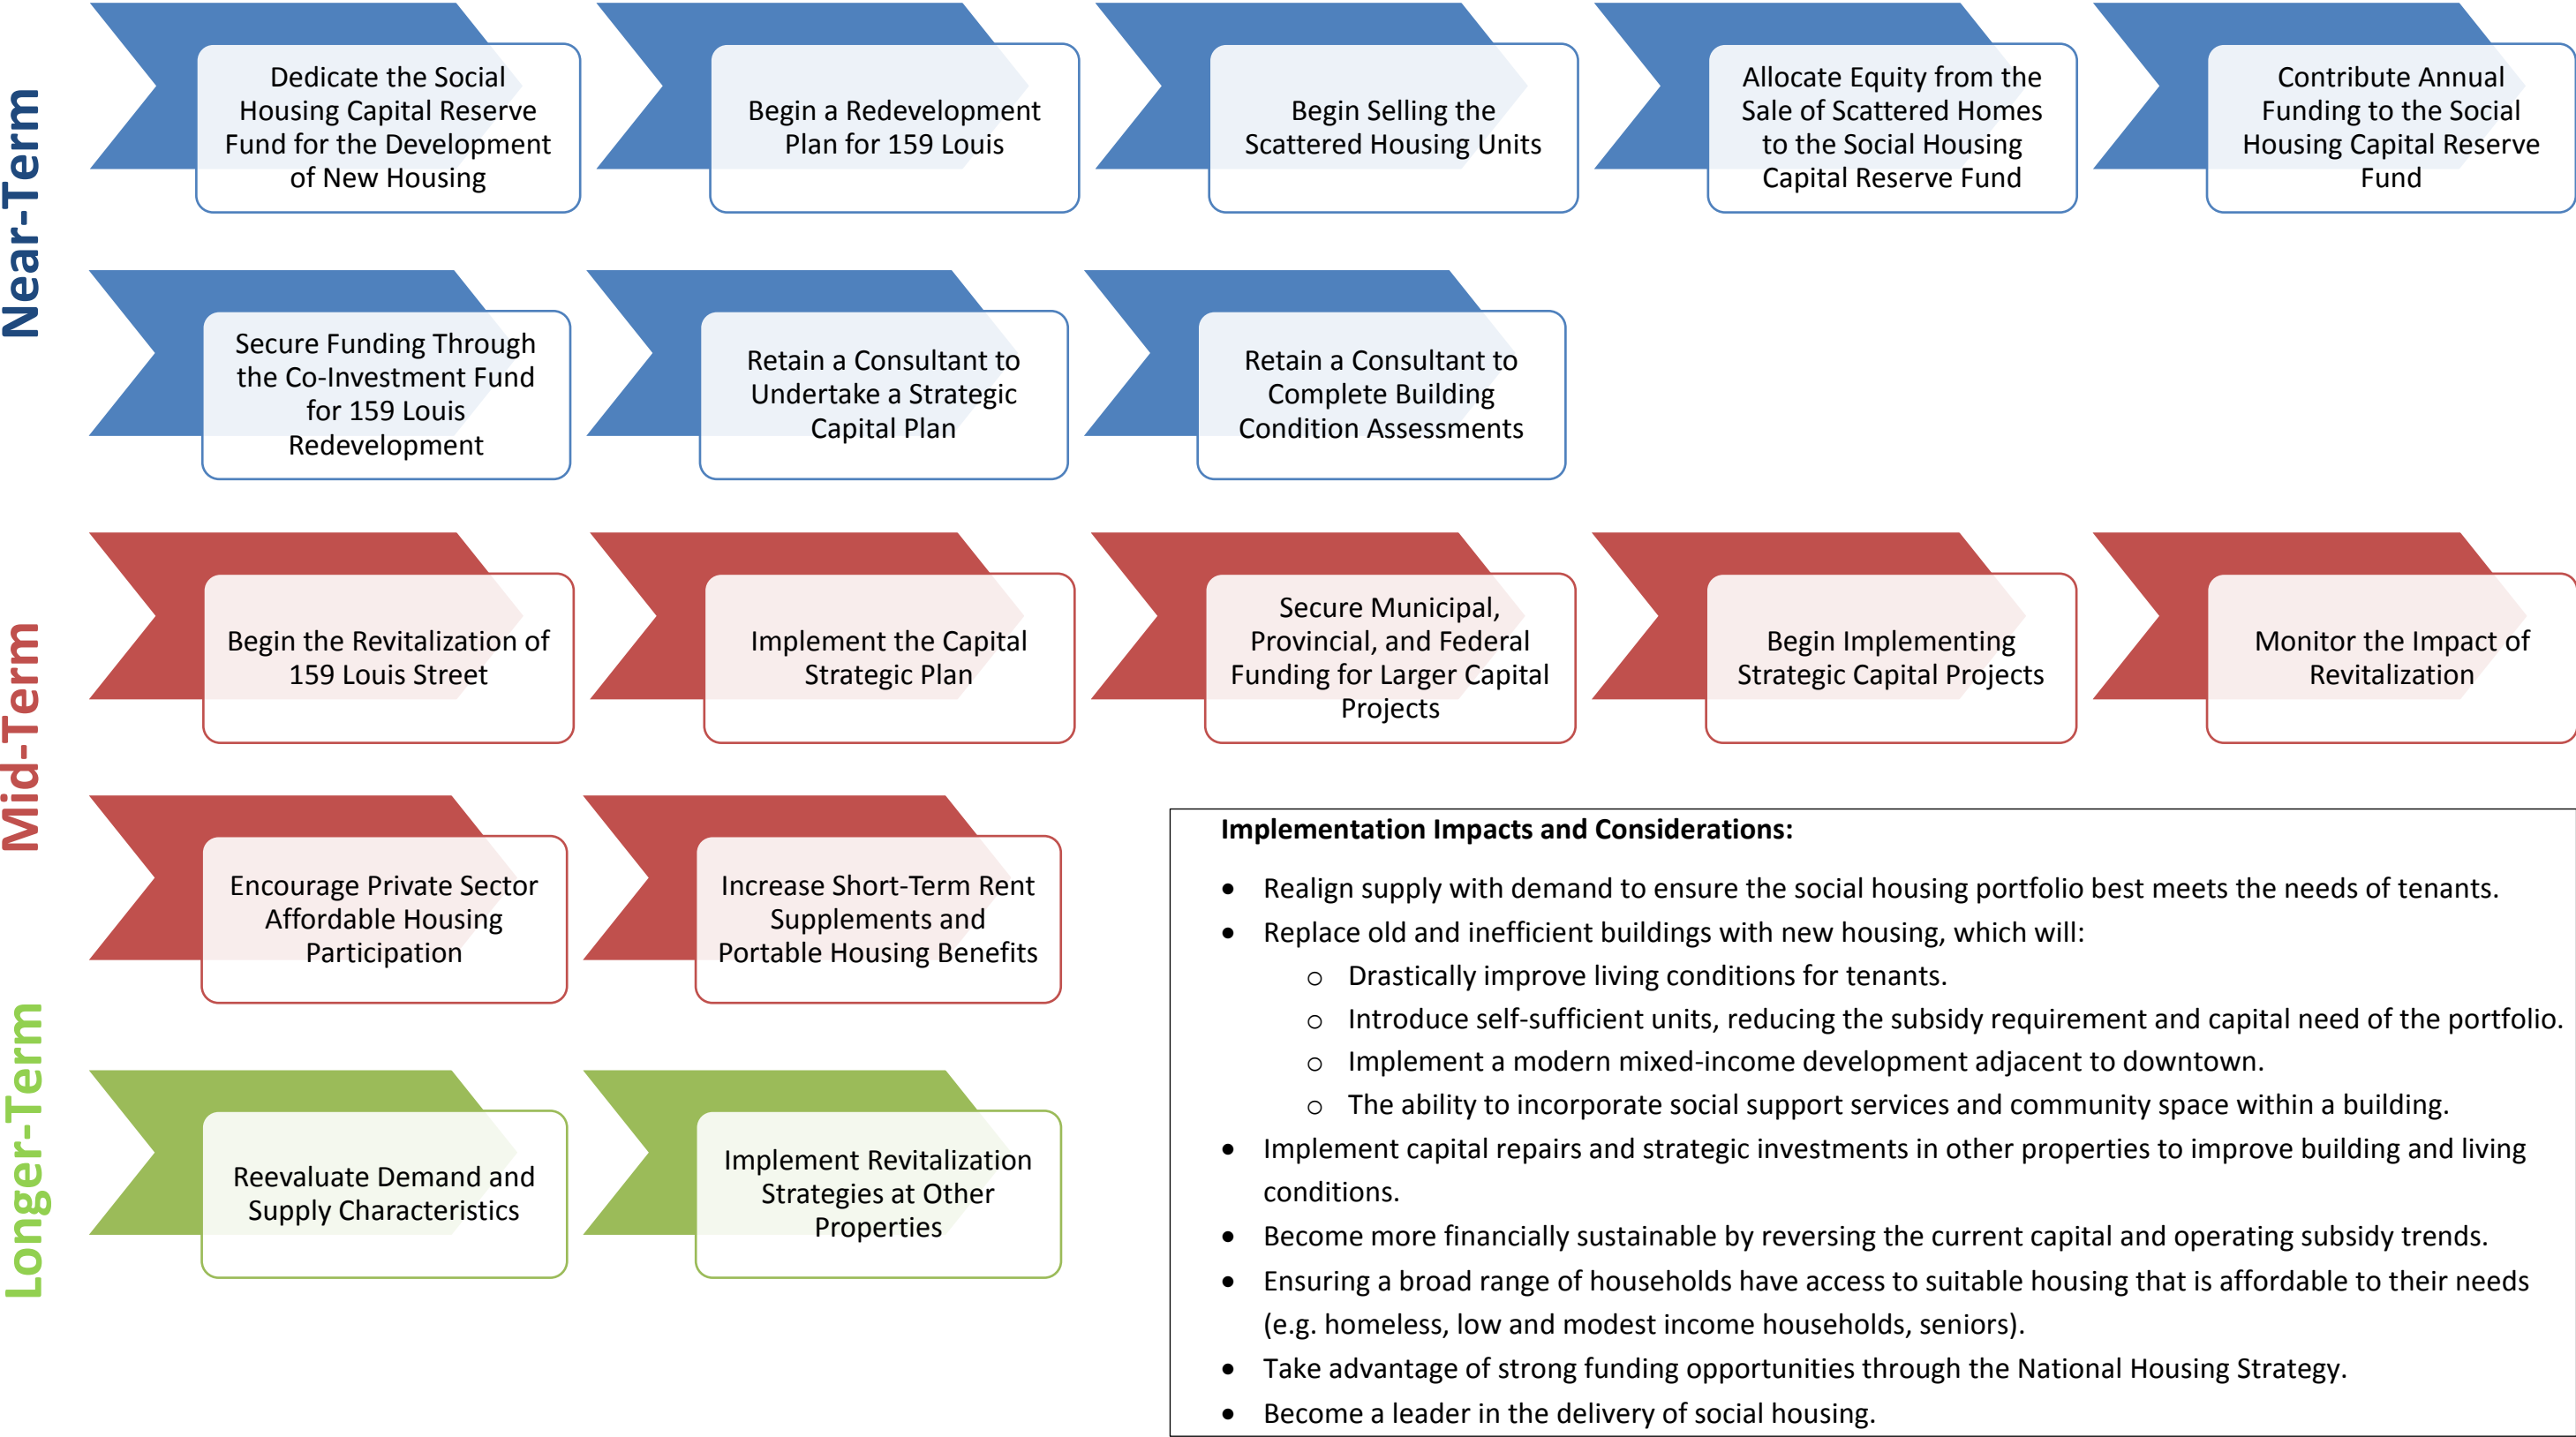 Near-Term
Dedicate the Social
Housing Capital Reserve
Fund for the Development
of New Housing
Begin a Redevelopment
Plan for 159 Louis
Begin Selling the
Scattered Housing Units
Allocate Equity from the
Sale of Scattered Homes
to the Social Housing
Capital Reserve Fund
Contribute Annual
Funding to the Social
Housing Capital Reserve
Fund
Secure Funding Through
the Co-Investment Fund
for 159 Louis
Redevelopment
Retain a Consultant to
Undertake a Strategic
Capital Plan
Retain a Consultant to
Complete Building
Condition Assessments
Mid-Term
Begin the Revitalization of
159 Louis Street
Implement the Capital
Strategic Plan
Secure Municipal,
Provincial, and Federal
Funding for Larger Capital
Projects
Begin Implementing
Strategic Capital Projects
Monitor the Impact of
Revitalization
Encourage Private Sector
Affordable Housing
Participation
Increase Short-Term Rent
Supplements and
Portable Housing Benefits
Longer-Term
Reevaluate Demand and
Supply Characteristics
Implement Revitalization
Strategies at Other
Properties
Implementation Impacts and Considerations:
• Realign supply with demand to ensure the social housing portfolio best meets the needs of tenants.
• Replace old and inefficient buildings with new housing, which will:
o Drastically improve living conditions for tenants.
o Introduce self-sufficient units, reducing the subsidy requirement and capital need of the portfolio.
o Implement a modern mixed-income development adjacent to downtown.
o The ability to incorporate social support services and community space within a building.
• Implement capital repairs and strategic investments in other properties to improve building and living
conditions.
• Become more financially sustainable by reversing the current capital and operating subsidy trends.
• Ensuring a broad range of households have access to suitable housing that is affordable to their needs
(e.g. homeless, low and modest income households, seniors).
• Take advantage of strong funding opportunities through the National Housing Strategy.
• Become a leader in the delivery of social housing.